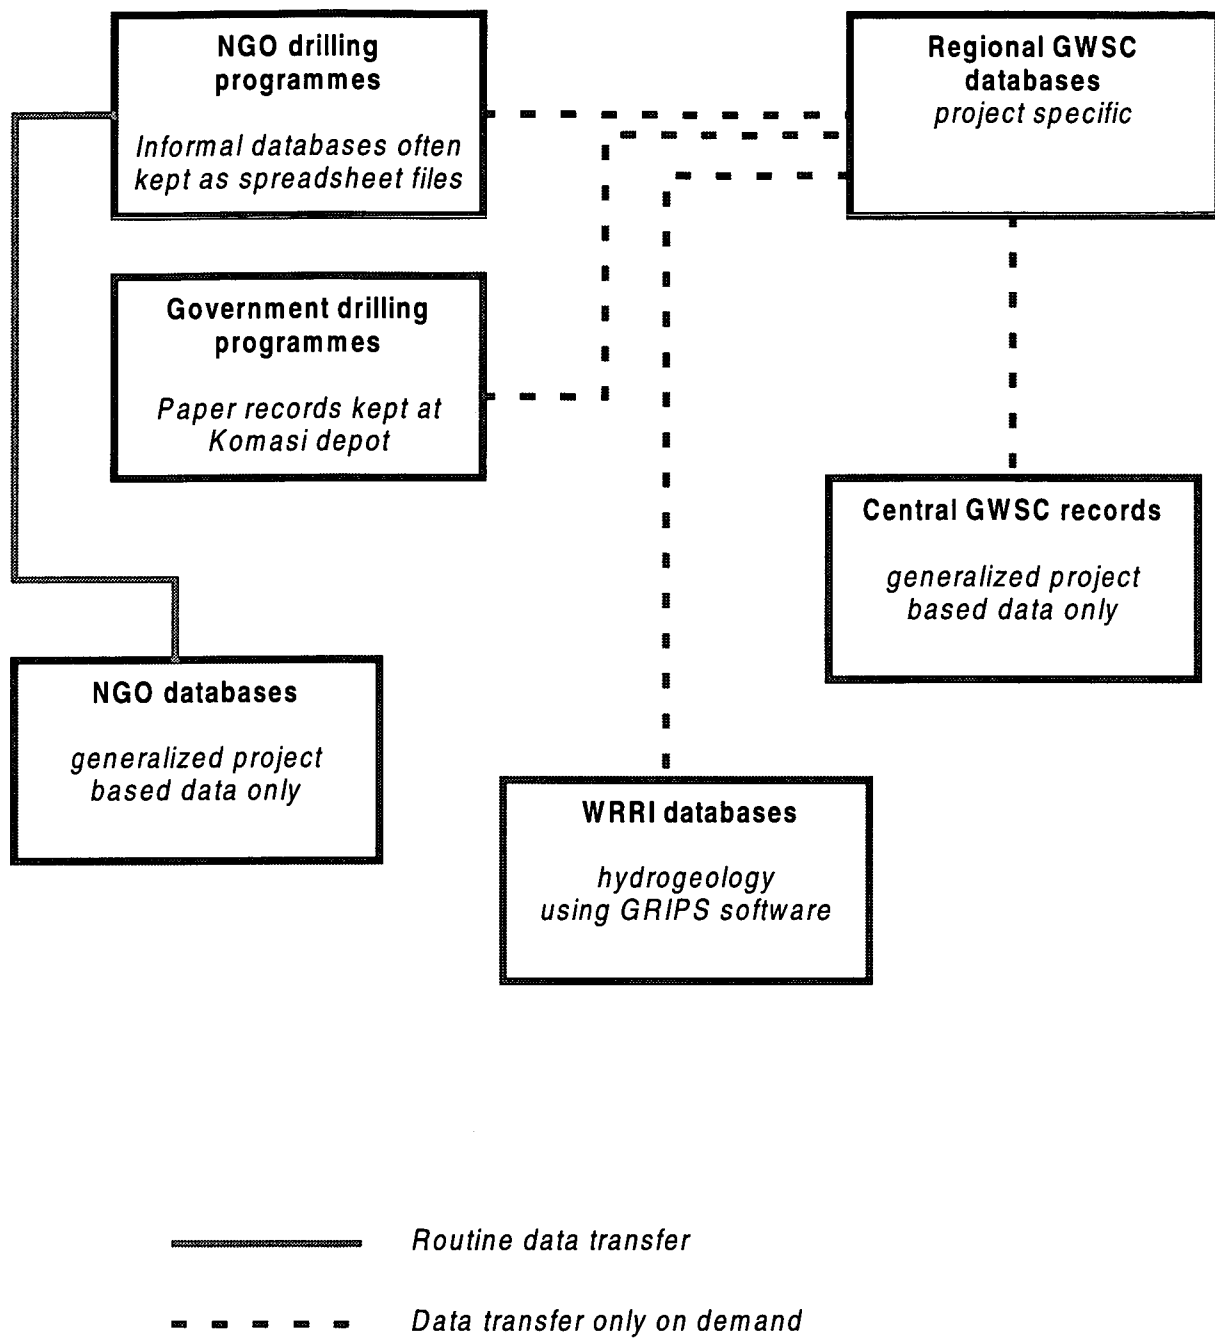 NGO drilling
programmes
Informal databases often
kept as spreadsheet files
Regional GWSC
databases
project specific
Government drilling
programmes
Paper records kept at
Komasi depot
Central GWSC records
generalized project
based data only
NGO databases
generalized project
based data only
WRRI databases
hydrogeology
using GRIPS software
Routine data transfer
Data transfer only on demand